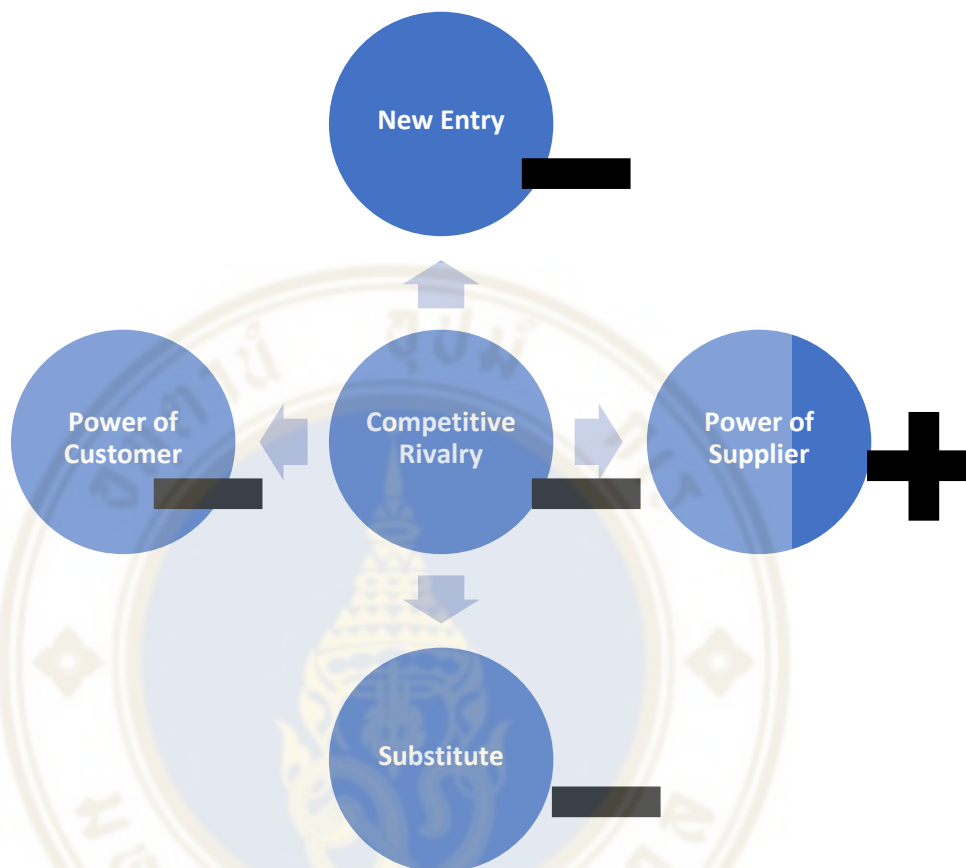 New Entry
Power of
Customer
Competitive
Rivalry
Power of
Supplier
Substitute